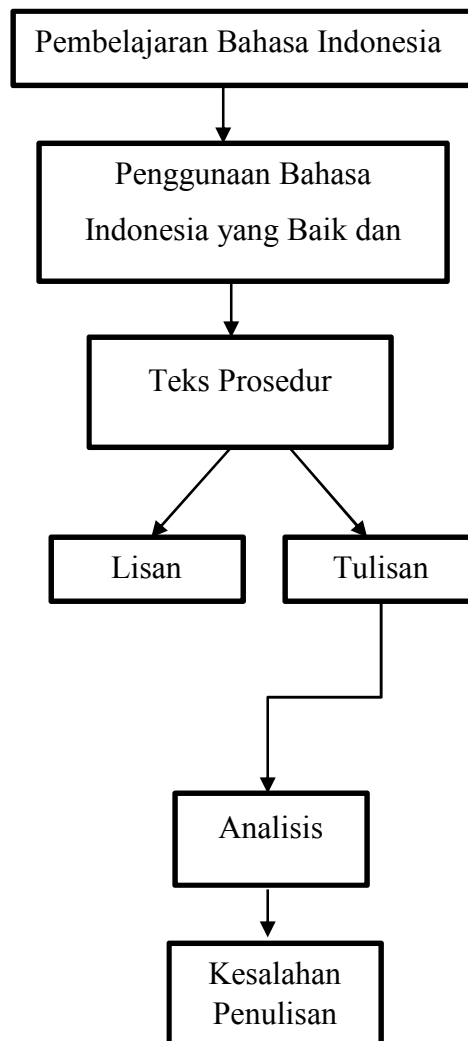 Pembelajaran Bahasa Indonesia
Penggunaan Bahasa
Indonesia yang Baik dan
Teks Prosedur
Lisan
Tulisan
Analisis
Kesalahan
Penulisan